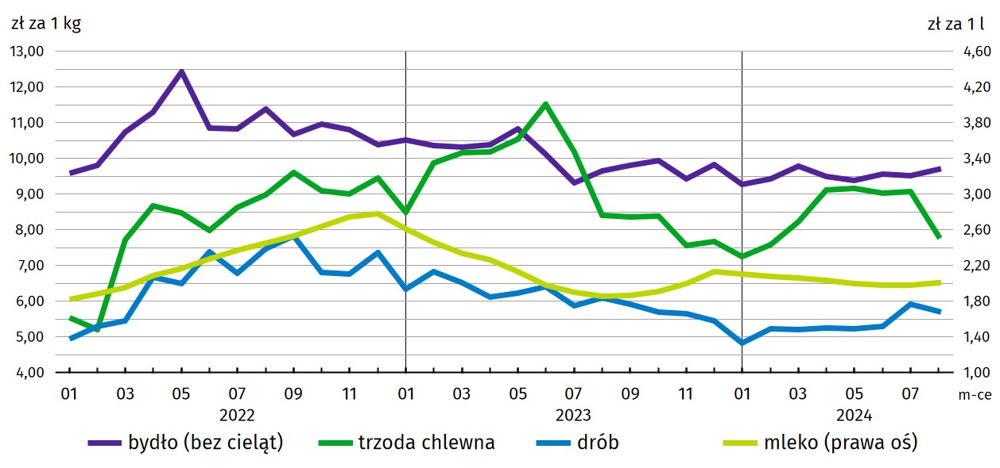 zł za 1 kg zł za 1 l
13,00 4,60
12,00 4,20
11,00 3,80
10,00 3,40
9,00 3,00
8,00 2,60
7,00 2,20
6,00 1,80
5,00 1,40
4,00 1,00
01 03 05 07 09 11 01 03 05 07 09 11 01 03 05 07 m-ce
2022 2023 2024
bydło (bez cieląt) trzoda chlewna drób mleko (prawa oś)